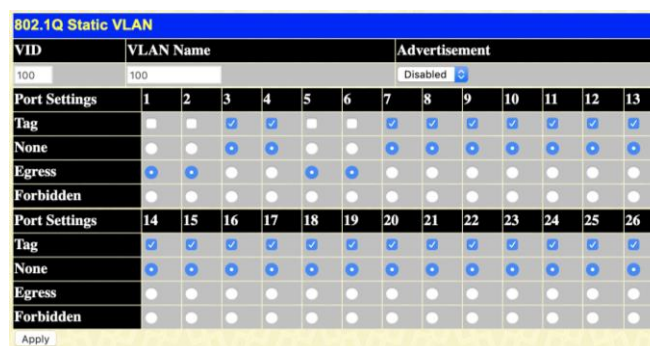 802.1Q Static VLAN
VID VLAN Name Advertisement
100 100 Disabled
Port Settings 1 2 3 4 5 6 7 8 9 10 11 12 13
Tag
None
Egress
Forbidden
Port Settings 14 15 16 17 18 19 20 21 22 23 24 25 26
Tag
None
Egress
Forbidden
Apply